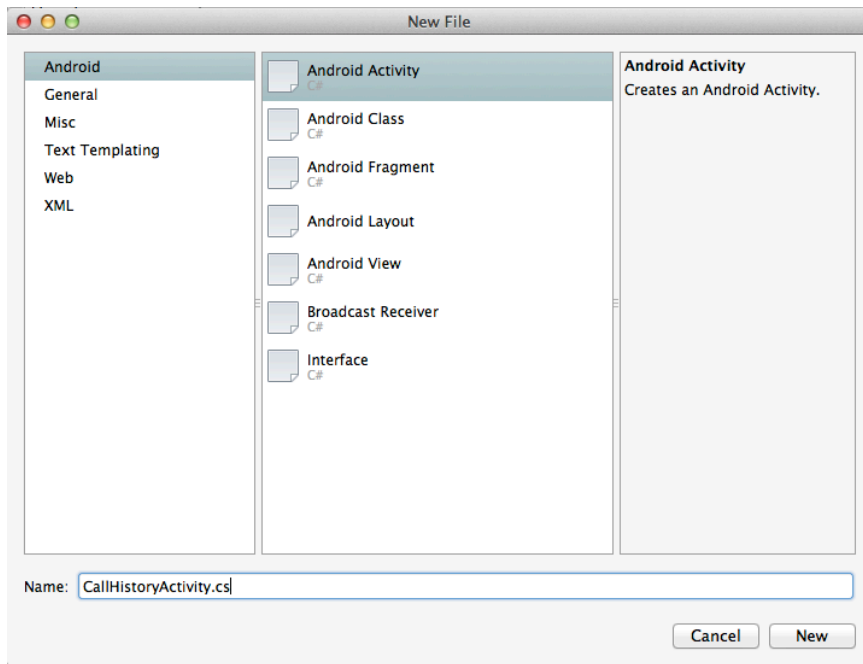 New File
Android
General
Misc
Text Templating
Web
XML
Android Activity
C#
Android Class
C#
Android Fragment
C#
Android Layout
Android View
C#
Broadcast Receiver
C#
Interface
C#
Android Activity
Creates an Android Activity.
Name: CallHistoryActivity.cs
Cancel
New